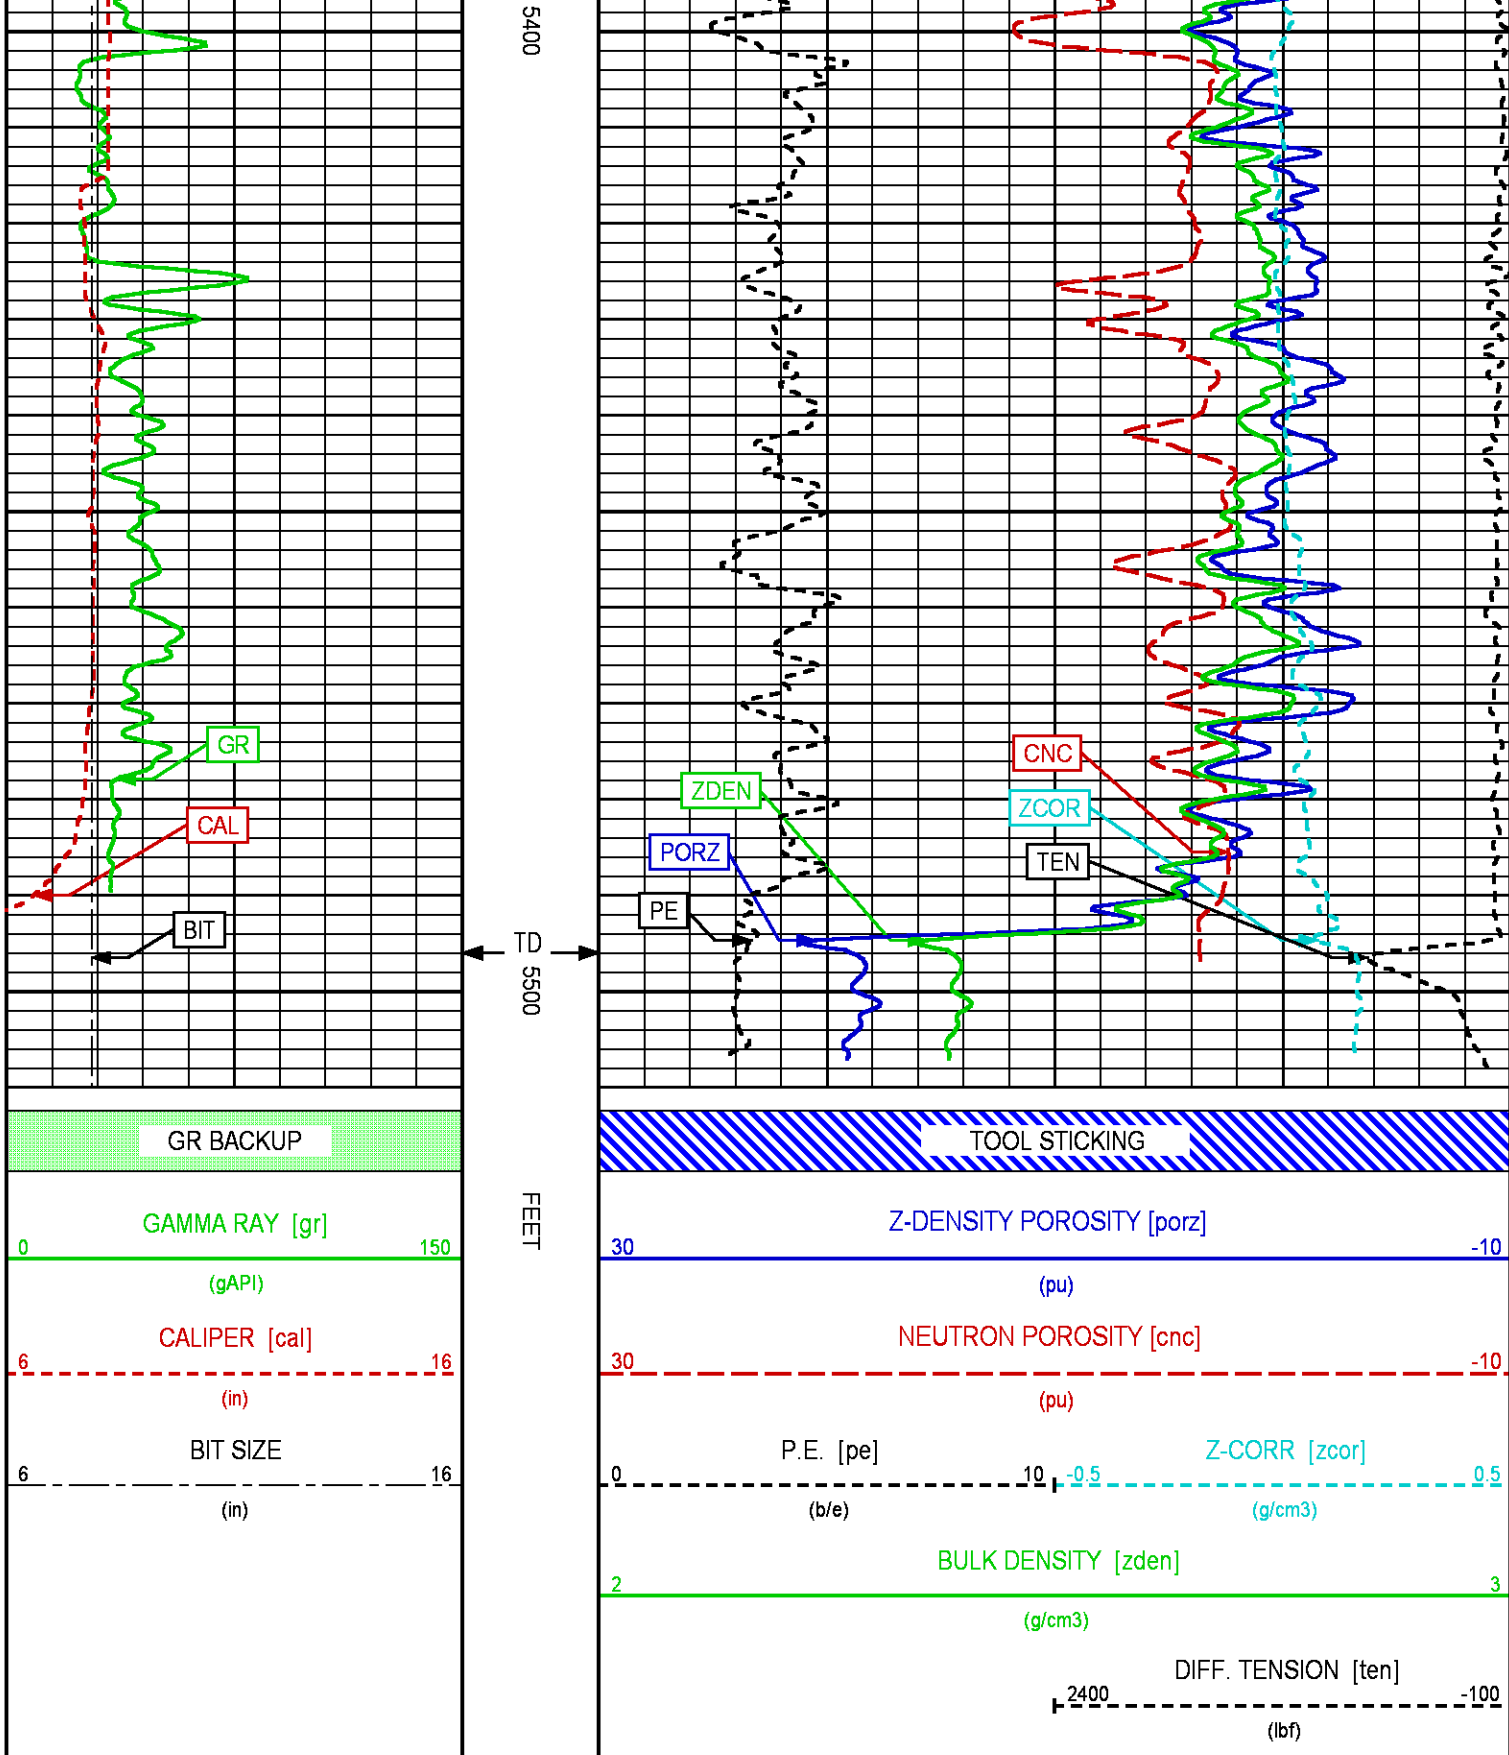 5400
GR
CNC
ZDEN
ZCOR
CAL
PORZ
TEN
PE
BIT
TD
5500
GR BACKUP
TOOL STICKING
FEET
GAMMA RAY [gr]
0 150
(gAPI)
Z-DENSITY POROSITY [porz]
30 -10
(pu)
CALIPER [cal]
6 16
(in)
NEUTRON POROSITY [cnc]
30 -10
(pu)
BIT SIZE
6 16
(in)
P.E. [pe]
0 10
(b/e)
Z-CORR [zcor]
-0.5 0.5
(g/cm3)
BULK DENSITY [zden]
2 3
(g/cm3)
DIFF. TENSION [ten]
2400 -100
(lbf)